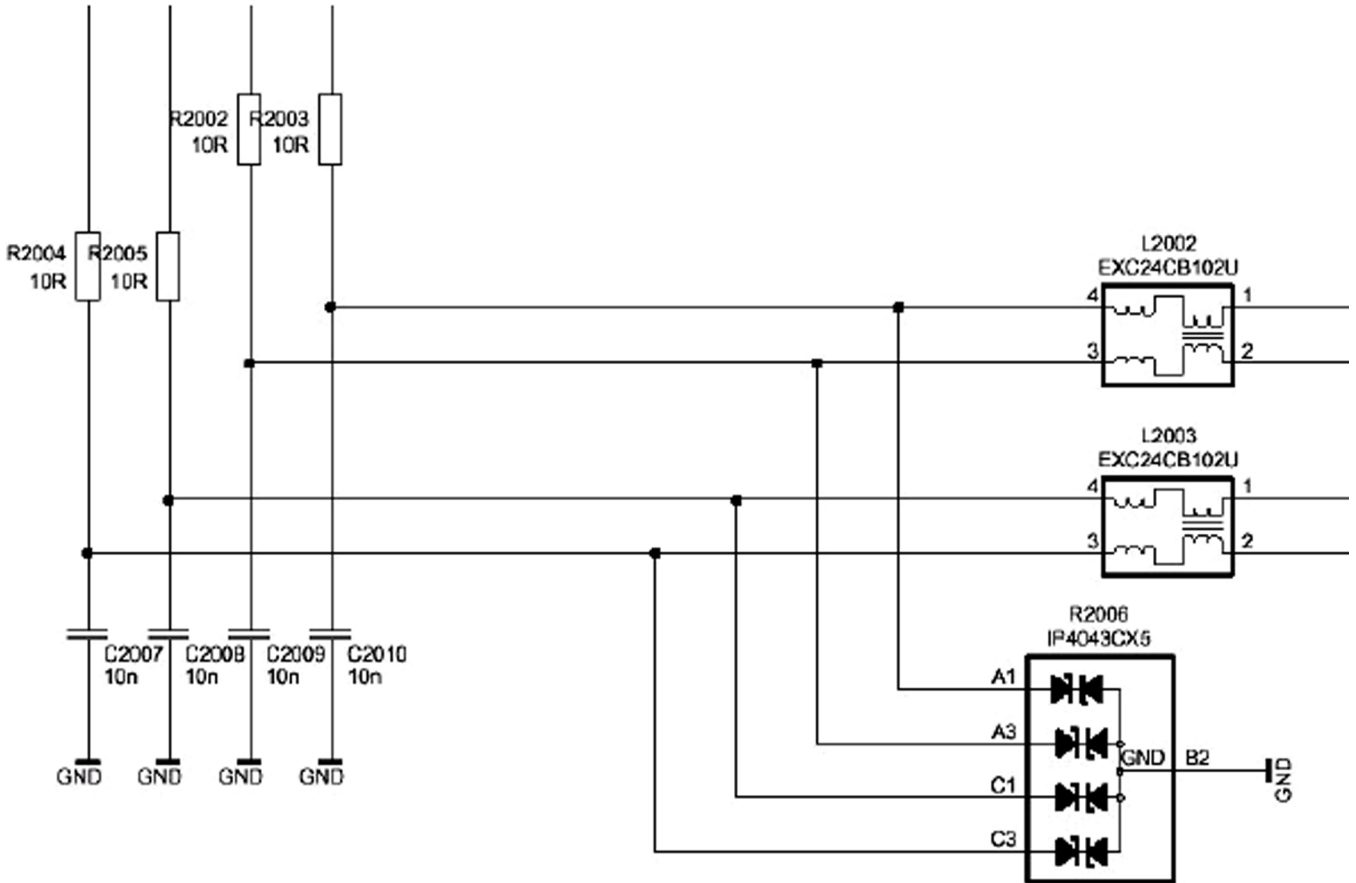 R2002
10R
R2003
10R
R2004
10R
R2005
10R
L2002
EXC24CB102U
4
1
3
2
L2003
EXC24CB102U
4
1
3
2
R2006
IP4043CX5
C2007
10n
C2008
10n
C2009
10n
C2010
10n
A1
A3
C1
C3
GND
B2
GND
GND
GND
GND
GND